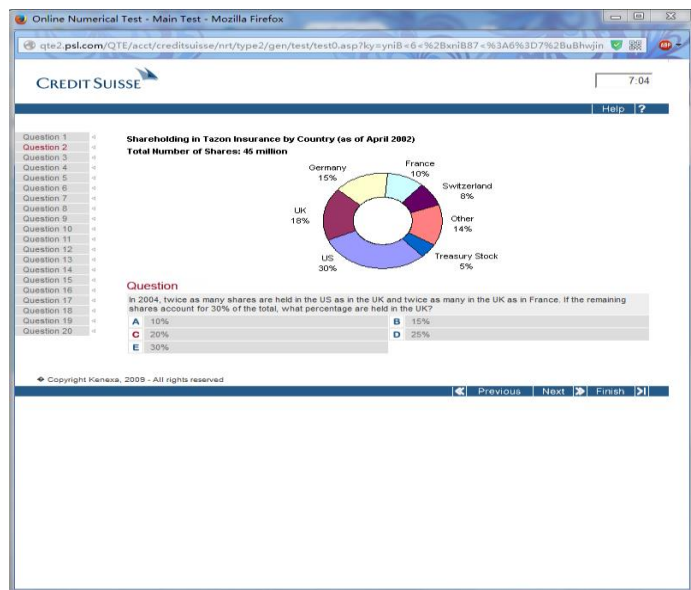 Online Numerical Test - Main Test - Mozilla Firefox
qte2.psl.com/QTE/acct/creditsuisse/nrt/type2/gen/test/test0.asp?ky=yniB<6<%2BxniB87<%3A6%3D7%2BuBhwjin
ABP
CREDIT SUISSE
7:04
Help ?
Question 1
Question 2
Question 3
Question 4
Question 5
Question 6
Question 7
Question 8
Question 9
Question 10
Question 11
Question 12
Question 13
Question 14
Question 15
Question 16
Question 17
Question 18
Question 19
Question 20
Shareholding in Tazon Insurance by Country (as of April 2002)
Total Number of Shares: 45 million
Germany
15%
France
10%
Switzerland
8%
UK
18%
Other
14%
US
30%
Treasury Stock
5%
Question
In 2004, twice as many shares are held in the US as in the UK and twice as many in the UK as in France. If the remaining
shares account for 30% of the total, what percentage are held in the UK?
A 10%
B 15%
C 20%
D 25%
E 30%
� Copyright Kenexa, 2009 - All rights reserved
Previous Next Finish